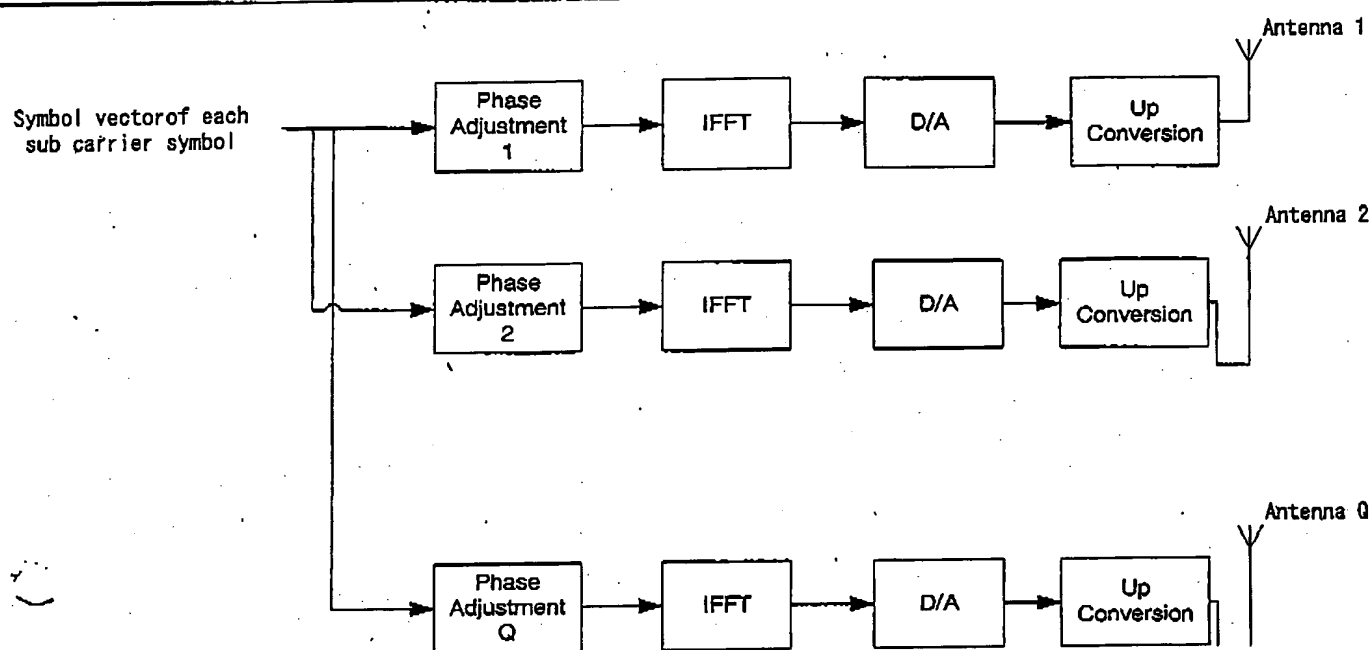 Antenna 1
Symbol vectorof each
sub carrier symbol
Phase
Adjustment
1
IFFT
D/A
Up
Conversion
Antenna 2
Phase
Adjustment
2
IFFT
D/A
Up
Conversion
Antenna Q
Phase
Adjustment
Q
IFFT
D/A
Up
Conversion